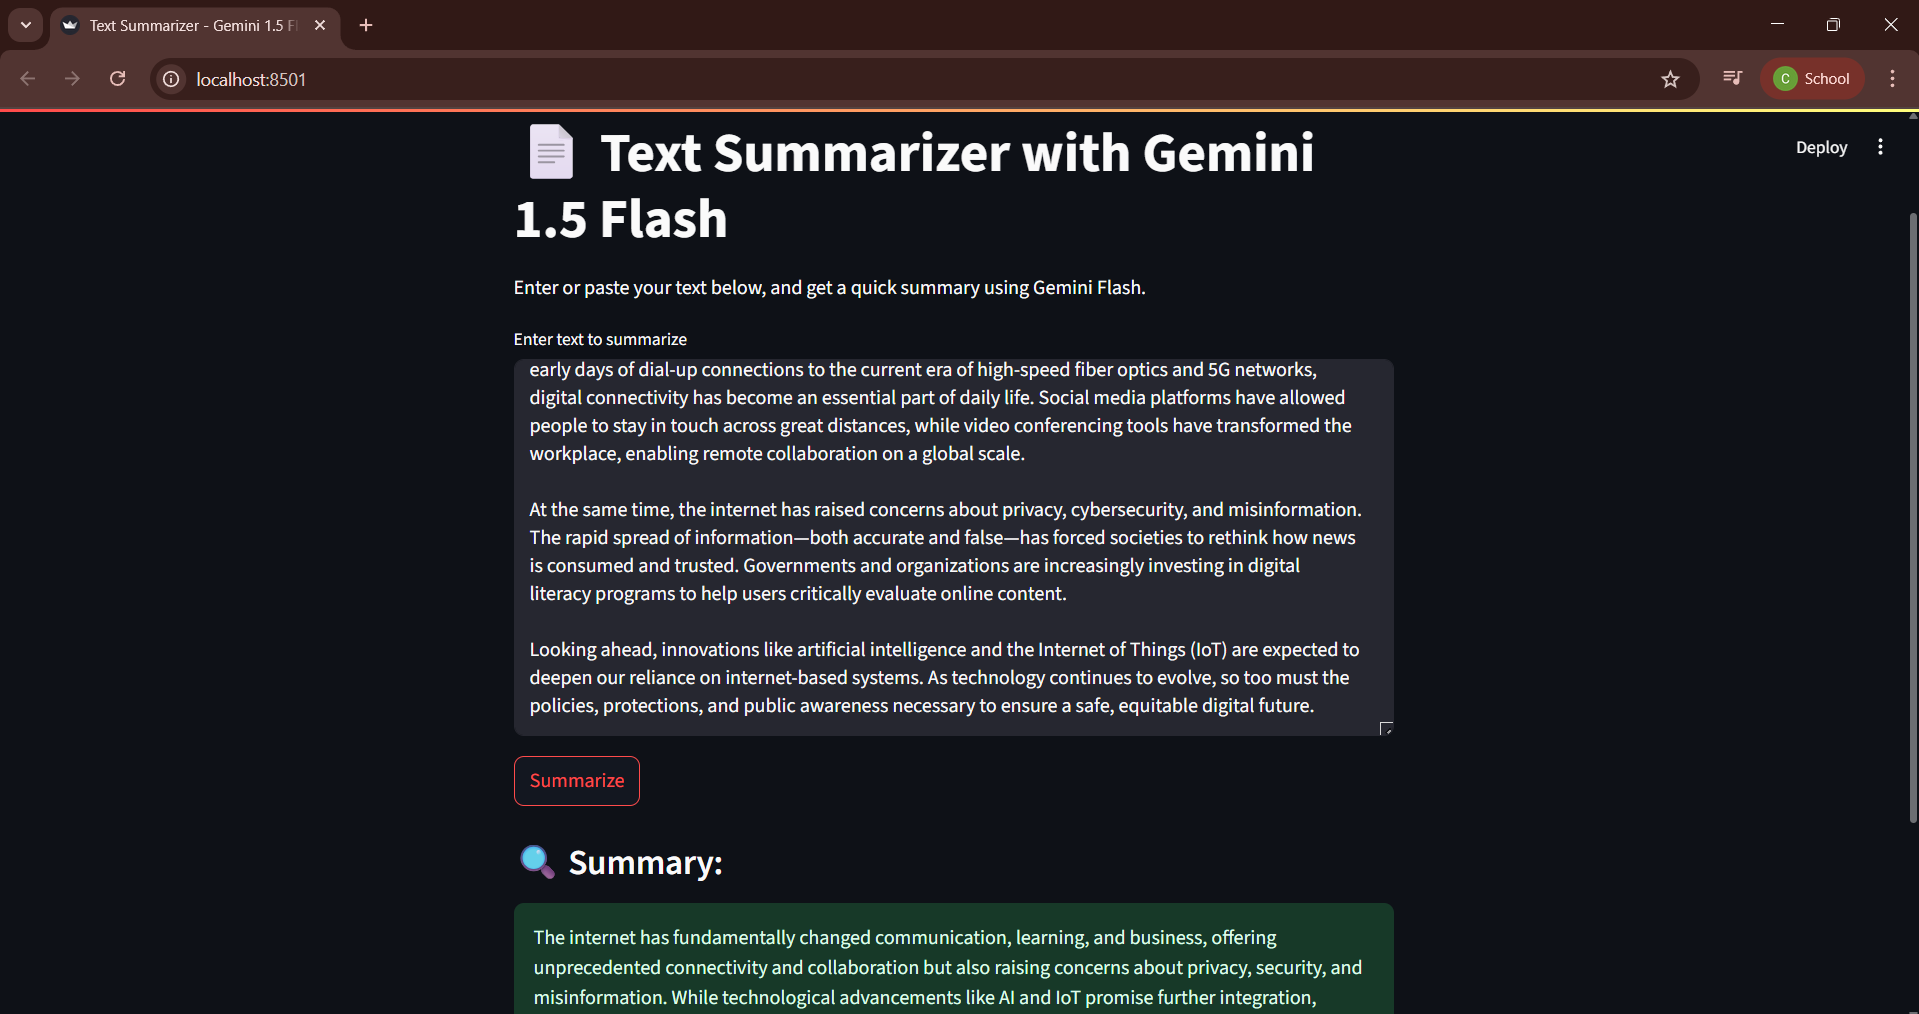 Text Summarizer - Gemini 1.5 Fl
localhost:8501
C School
Deploy
Text Summarizer with Gemini
1.5 Flash
Enter or paste your text below, and get a quick summary using Gemini Flash.
Enter text to summarize
early days of dial-up connections to the current era of high-speed fiber optics and 5G networks,
digital connectivity has become an essential part of daily life. Social media platforms have allowed
people to stay in touch across great distances, while video conferencing tools have transformed the
workplace, enabling remote collaboration on a global scale.
At the same time, the internet has raised concerns about privacy, cybersecurity, and misinformation.
The rapid spread of information—both accurate and false—has forced societies to rethink how news
is consumed and trusted. Governments and organizations are increasingly investing in digital
literacy programs to help users critically evaluate online content.
Looking ahead, innovations like artificial intelligence and the Internet of Things (IoT) are expected to
deepen our reliance on internet-based systems. As technology continues to evolve, so too must the
policies, protections, and public awareness necessary to ensure a safe, equitable digital future.
Summarize
Summary:
The internet has fundamentally changed communication, learning, and business, offering
unprecedented connectivity and collaboration but also raising concerns about privacy, security, and
misinformation. While technological advancements like AI and IoT promise further integration,